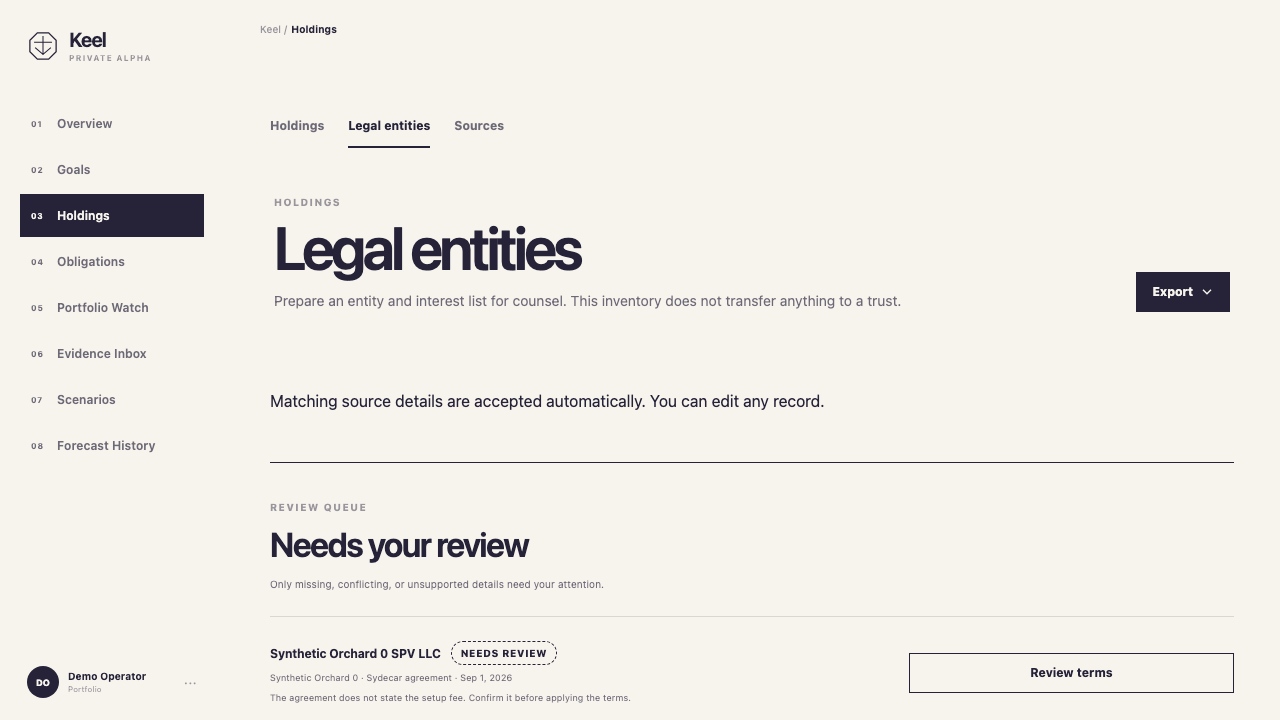 Keel
PRIVATE ALPHA
Keel / Holdings
01 Overview
02 Goals
03 Holdings
04 Obligations
05 Portfolio Watch
06 Evidence Inbox
07 Scenarios
08 Forecast History
DO Demo Operator
Portfolio
...
Holdings Legal entities Sources
HOLDINGS
Legal entities
Prepare an entity and interest list for counsel. This inventory does not transfer anything to a trust.
Export
Matching source details are accepted automatically. You can edit any record.
REVIEW QUEUE
Needs your review
Only missing, conflicting, or unsupported details need your attention.
Synthetic Orchard 0 SPV LLC NEEDS REVIEW
Synthetic Orchard 0 · Sydecar agreement · Sep 1, 2026
The agreement does not state the setup fee. Confirm it before applying the terms.
Review terms